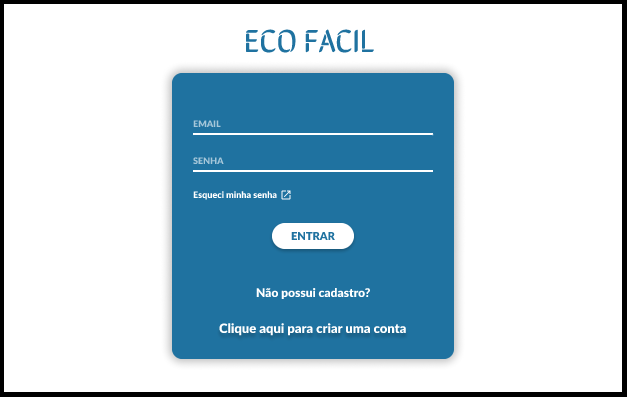 ECO FACIL
EMAIL
SENHA
Esqueci minha senha
ENTRAR
Não possui cadastro?
Clique aqui para criar uma conta